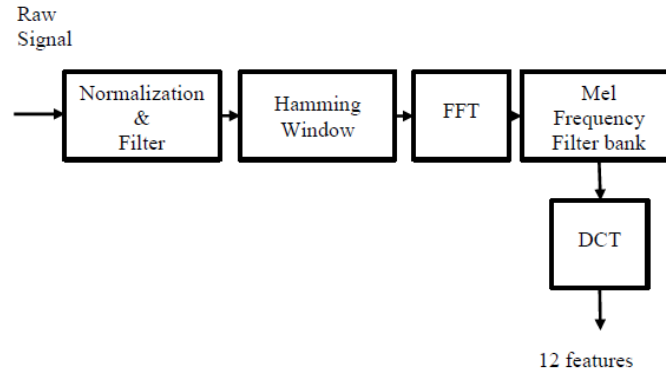 Raw
Signal
Normalization
&
Filter
Hamming
Window
FFT
Mel
Frequency
Filter bank
DCT
12 features